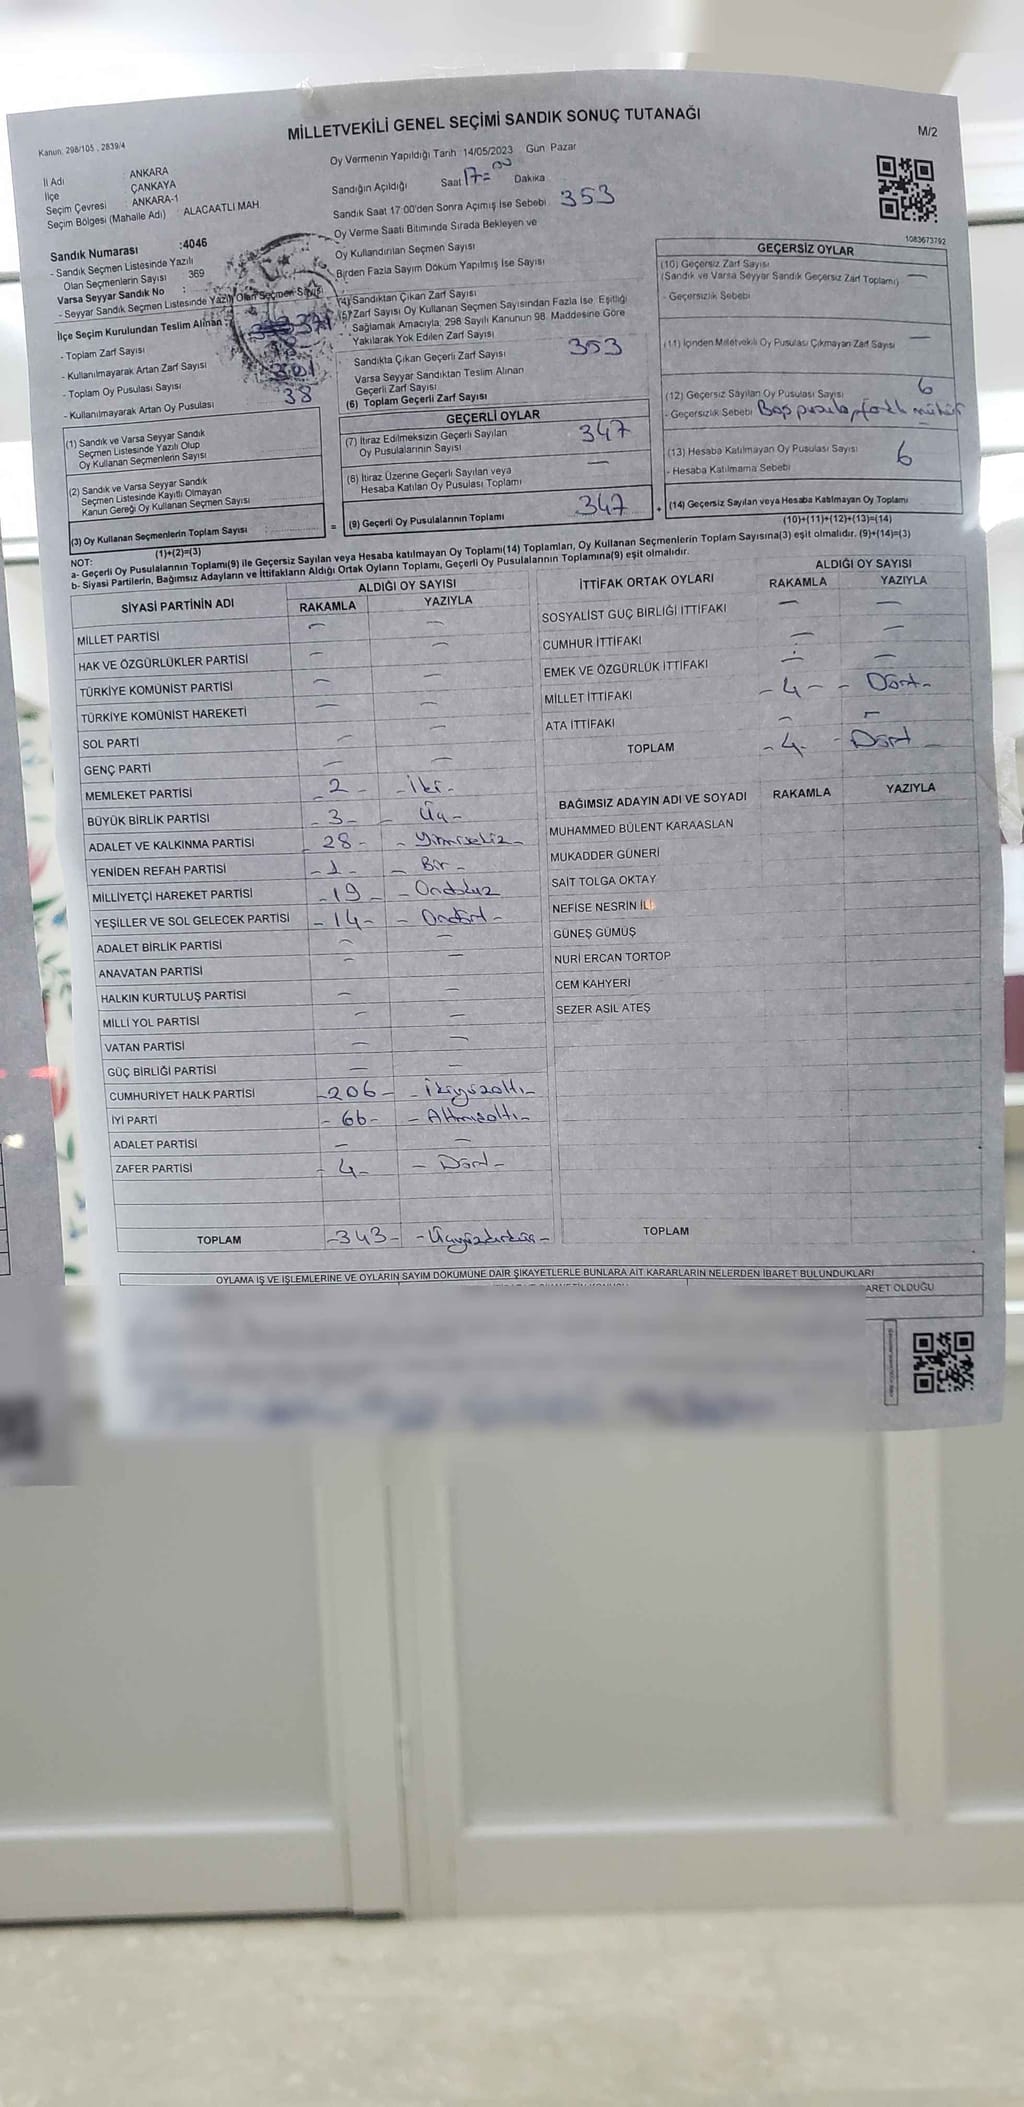 MİLLETVEKİLİ GENEL SEÇİMİ SANDIK SONUÇ TUTANAĞI
M/2
Kanun. 298/105 , 2839/4
İl Adı ANKARA
İlçe ÇANKAYA
Seçim Çevresi : ANKARA-1
Seçim Bölgesi (Mahalle Adı) : ALACAATLI MAH.
Oy Vermenin Yapıldığı Tarih 14/05/2023 Gün Pazar
Sandığın Açıldığı Saat 17=00 Dakika
Sandık Saat 17:00'den Sonra Açımış İse Sebebi 353
Oy Verme Saati Bitiminde Sırada Bekleyen ve
Oy Kullandırılan Seçmen Sayısı
Birden Fazla Sayım Döküm Yapılmış İse Sayısı
1083673792
Sandık Numarası :4046
- Sandık Seçmen Listesinde Yazılı
Olan Seçmenlerin Sayısı 369
Varsa Seyyar Sandık No :
- Seyyar Sandık Seçmen Listesinde Yazılı Olan Seçmen Sayısı
İlçe Seçim Kurulundan Teslim Alınan :
- Toplam Zarf Sayısı
- Kullanılmayarak Artan Zarf Sayısı
- Toplam Oy Pusulası Sayısı
- Kullanılmayarak Artan Oy Pusulası 38
(1) Sandık ve Varsa Seyyar Sandık
Seçmen Listesinde Yazılı Olup
Oy Kullanan Seçmenlerin Sayısı
(2) Sandık ve Varsa Seyyar Sandık
Seçmen Listesinde Kayıtlı Olmayan
Kanun Gereği Oy Kullanan Seçmen Sayısı
(3) Oy Kullanan Seçmenlerin Toplam Sayısı :
(1)+(2)=(3)
(4) Sandıktan Çıkan Zarf Sayısı
(5) Zarf Sayısı Oy Kullanan Seçmen Sayısından Fazla İse, Eşitliği
Sağlamak Amacıyla, 298 Sayılı Kanunun 98. Maddesine Göre
Yakılarak Yok Edilen Zarf Sayısı
Sandıkta Çıkan Geçerli Zarf Sayısı 353
Varsa Seyyar Sandıktan Teslim Alınan
Geçerli Zarf Sayısı
(6) Toplam Geçerli Zarf Sayısı
GEÇERLİ OYLAR
(7) İtiraz Edilmeksizin Geçerli Sayılan
Oy Pusulalarının Sayısı 347
(8) İtiraz Üzerine Geçerli Sayılan veya
Hesaba Katılan Oy Pusulası Toplamı —
= (9) Geçerli Oy Pusulalarının Toplamı 347
GEÇERSİZ OYLAR
(10) Geçersiz Zarf Sayısı
(Sandık ve Varsa Seyyar Sandık Geçersiz Zarf Toplamı) —
- Geçersizlik Sebebi
(11) İçinden Milletvekili Oy Pusulası Çıkmayan Zarf Sayısı —
(12) Geçersiz Sayılan Oy Pusulası Sayısı 6
- Geçersizlik Sebebi Boş pusula, farklı mühür
(13) Hesaba Katılmayan Oy Pusulası Sayısı 6
- Hesaba Katılmama Sebebi
+ (14) Geçersiz Sayılan veya Hesaba Katılmayan Oy Toplamı
(10)+(11)+(12)+(13)=(14)
NOT:
a- Geçerli Oy Pusulalarının Toplamı(9) ile Geçersiz Sayılan veya Hesaba katılmayan Oy Toplamı(14) Toplamları, Oy Kullanan Seçmenlerin Toplam Sayısına(3) eşit olmalıdır. (9)+(14)=(3)
b- Siyasi Partilerin, Bağımsız Adayların ve İttifakların Aldığı Ortak Oyların Toplamı, Geçerli Oy Pusulalarının Toplamına(9) eşit olmalıdır.
SİYASİ PARTİNİN ADI ALDIĞI OY SAYISI
RAKAMLA YAZIYLA
MİLLET PARTİSİ — —
HAK VE ÖZGÜRLÜKLER PARTİSİ — —
TÜRKİYE KOMÜNİST PARTİSİ — —
TÜRKİYE KOMÜNİST HAREKETİ — —
SOL PARTİ — —
GENÇ PARTİ — —
MEMLEKET PARTİSİ - 2 - - İki -
BÜYÜK BİRLİK PARTİSİ - 3 - - Üç -
ADALET VE KALKINMA PARTİSİ - 28 - - Yirmisekiz -
YENİDEN REFAH PARTİSİ - 1 - - Bir -
MİLLİYETÇİ HAREKET PARTİSİ - 19 - - Ondokuz
YEŞİLLER VE SOL GELECEK PARTİSİ - 14 - - Ondört -
ADALET BİRLİK PARTİSİ — —
ANAVATAN PARTİSİ — —
HALKIN KURTULUŞ PARTİSİ — —
MİLLİ YOL PARTİSİ — —
VATAN PARTİSİ — —
GÜÇ BİRLİĞİ PARTİSİ — —
CUMHURİYET HALK PARTİSİ - 206 - - İkiyüzaltı -
İYİ PARTİ - 66 - - Altmışaltı -
ADALET PARTİSİ — —
ZAFER PARTİSİ - 4 - - Dört -
TOPLAM - 343 - - Üçyüzkırküç -
İTTİFAK ORTAK OYLARI ALDIĞI OY SAYISI
RAKAMLA YAZIYLA
SOSYALİST GÜÇ BİRLİĞİ İTTİFAKI — —
CUMHUR İTTİFAKI — —
EMEK VE ÖZGÜRLÜK İTTİFAKI — —
MİLLET İTTİFAKI - 4 - - Dört -
ATA İTTİFAKI — —
TOPLAM - 4 - - Dört -
BAĞIMSIZ ADAYIN ADI VE SOYADI RAKAMLA YAZIYLA
MUHAMMED BÜLENT KARAASLAN
MUKADDER GÜNERİ
SAİT TOLGA OKTAY
NEFİSE NESRİN
GÜNEŞ GÜMÜŞ
NURİ ERCAN TORTOP
CEM KAHYERİ
SEZER ASIL ATEŞ
TOPLAM
OYLAMA İŞ VE İŞLEMLERİNE VE OYLARIN SAYIM DÖKÜMÜNE DAİR ŞİKAYETLERLE BUNLARA AİT KARARLARIN NELERDEN İBARET BULUNDUKLARI
ARET OLDUĞU